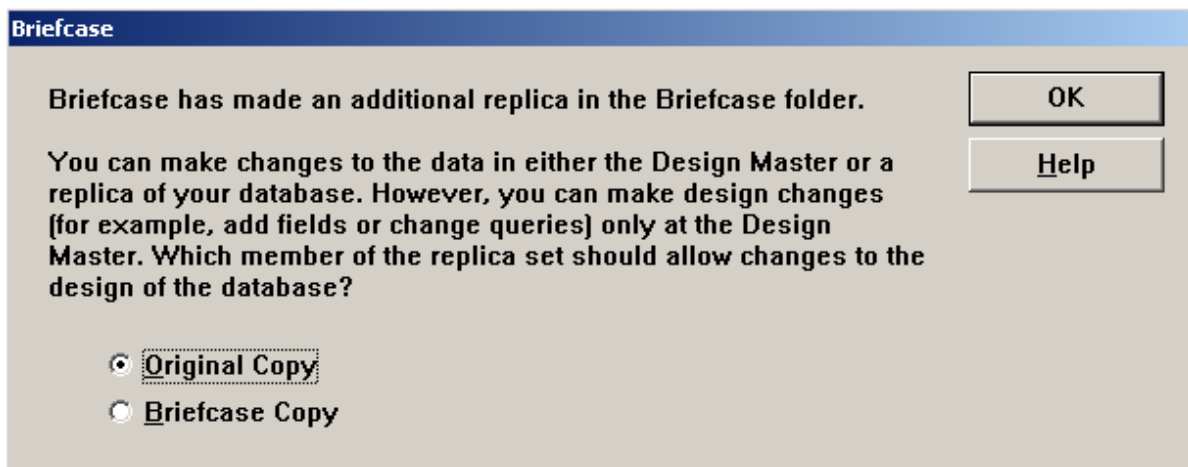 Briefcase
Briefcase has made an additional replica in the Briefcase folder.
You can make changes to the data in either the Design Master or a
replica of your database. However, you can make design changes
(for example, add fields or change queries) only at the Design
Master. Which member of the replica set should allow changes to the
design of the database?
Original Copy
Briefcase Copy
OK
Help